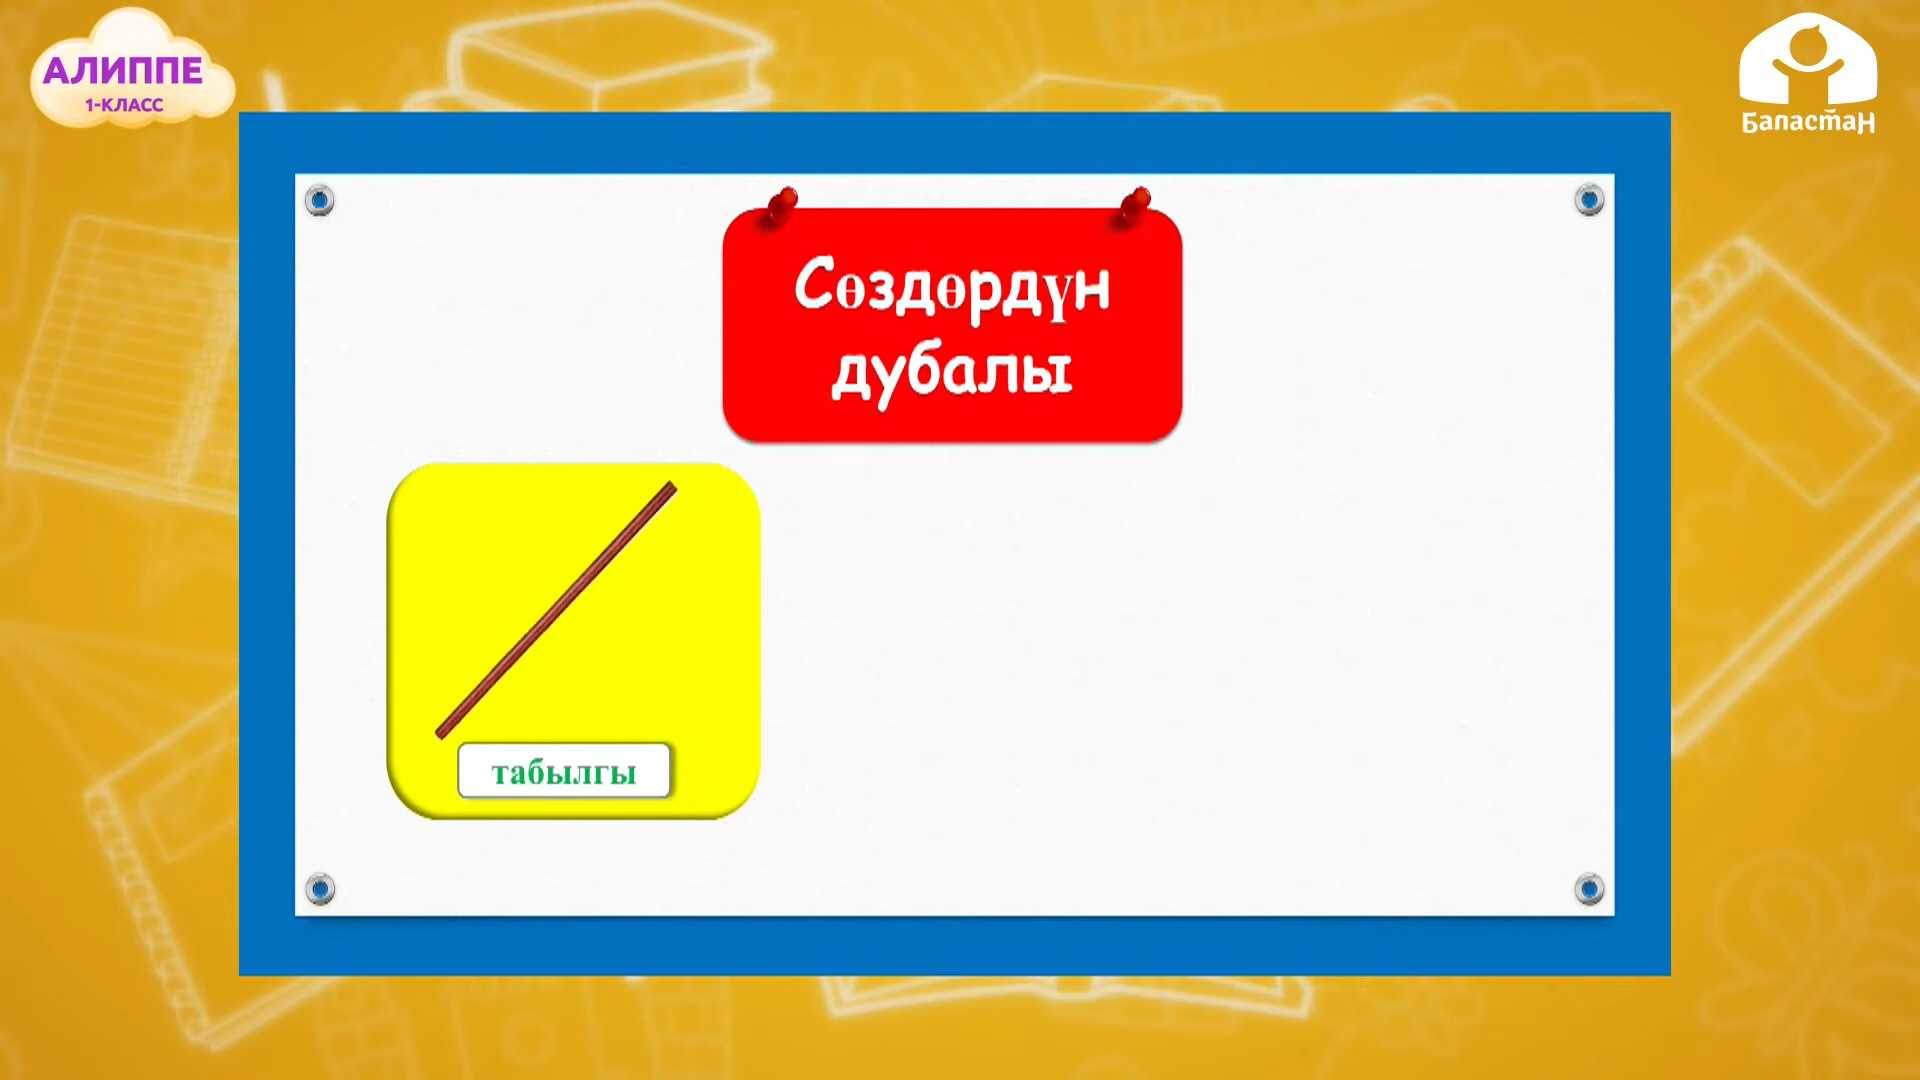 АЛИППЕ
1-КЛАСС
Баластан
Сөздөрдүн
дубалы
табылгы